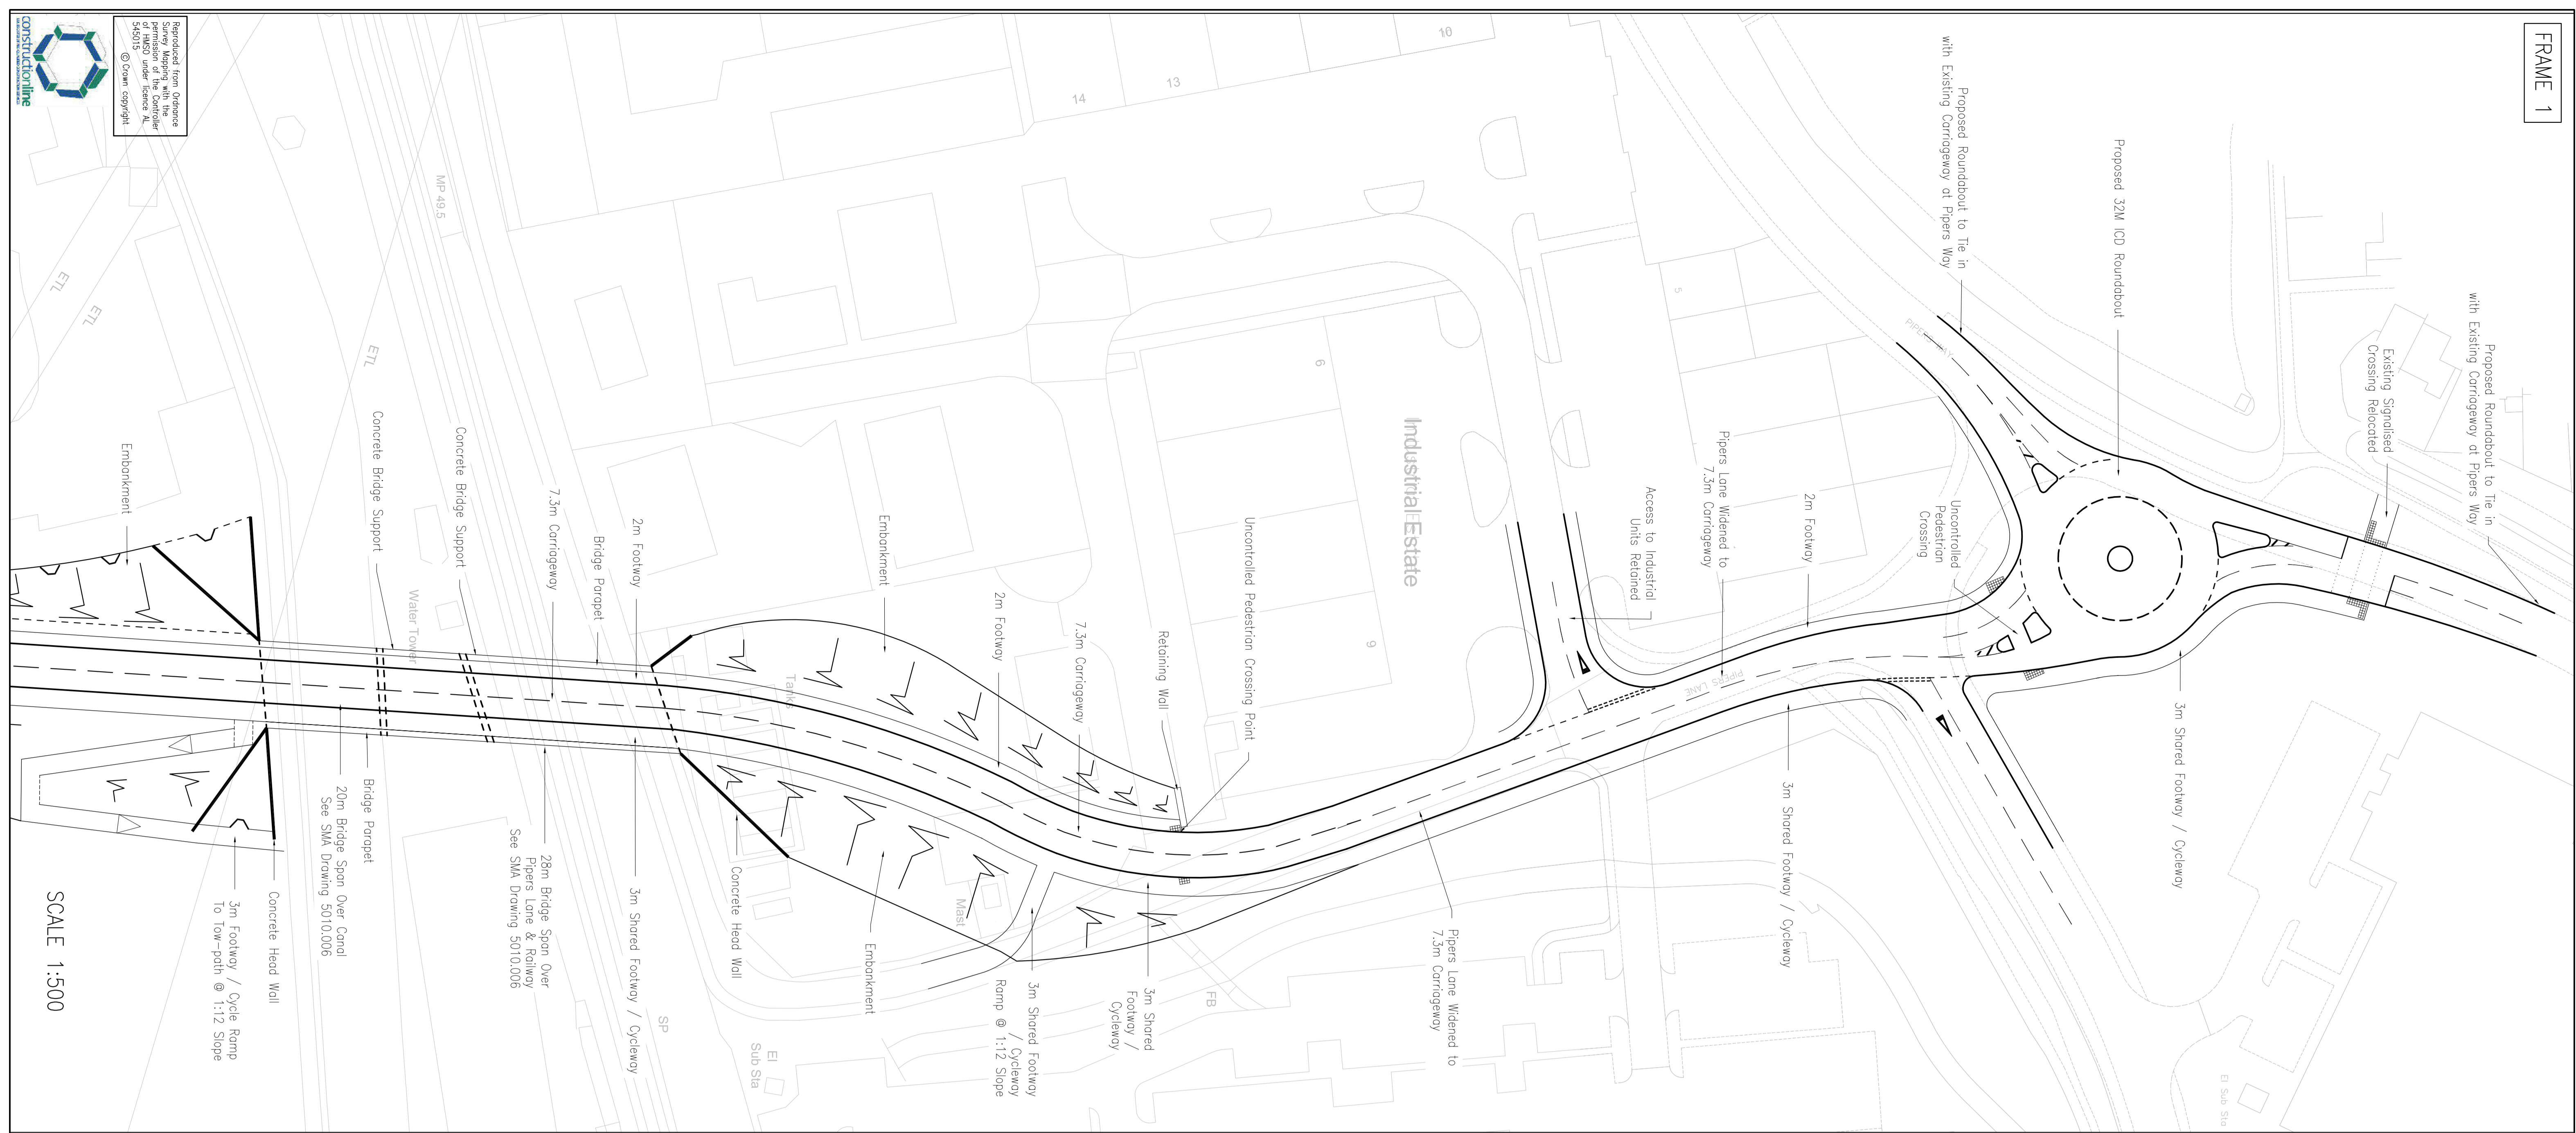 FRAME 1
Proposed Roundabout to Tie in
with Existing Carriageway at Pipers Way
Existing Signalised
Crossing Relocated
Proposed 32M ICD Roundabout
Proposed Roundabout to Tie in
with Existing Carriageway at Pipers Way
3m Shared Footway / Cycleway
El Sub Sta
PIPERS WAY
Uncontrolled
Pedestrian
Crossing
2m Footway
3m Shared Footway / Cycleway
Pipers Lane Widened to
7.3m Carriageway
PIPERS LANE
Access to Industrial
Units Retained
5
10
13
14
6
9
Industrial Estate
Pipers Lane Widened to
7.3m Carriageway
Uncontrolled Pedestrian Crossing Point
FB
Retaining Wall
3m Shared
Footway /
Cycleway
7.3m Carriageway
3m Shared Footway
/ Cycleway
Ramp @ 1:12 Slope
2m Footway
Mast
Embankment
Embankment
Tanks
Concrete Head Wall
El
Sub Sta
SP
2m Footway
3m Shared Footway / Cycleway
Bridge Parapet
7.3m Carriageway
28m Bridge Span Over
Pipers Lane & Railway
See SMA Drawing 5010.006
MP 49.5
Concrete Bridge Support
Water Tower
Concrete Bridge Support
ETL
Bridge Parapet
20m Bridge Span Over Canal
See SMA Drawing 5010.006
Concrete Head Wall
3m Footway / Cycle Ramp
To Tow-path @ 1:12 Slope
Embankment
ETL
ETL
SCALE 1:500
Reproduced from Ordnance
Survey Mapping with the
permission of the Controller
of HMSO under licence AL
545015
© Crown copyright
constructionline